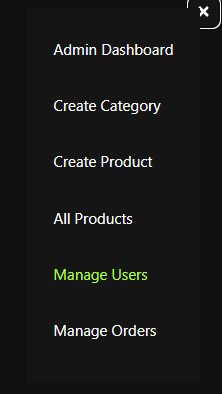 Admin Dashboard
Create Category
Create Product
All Products
Manage Users
Manage Orders